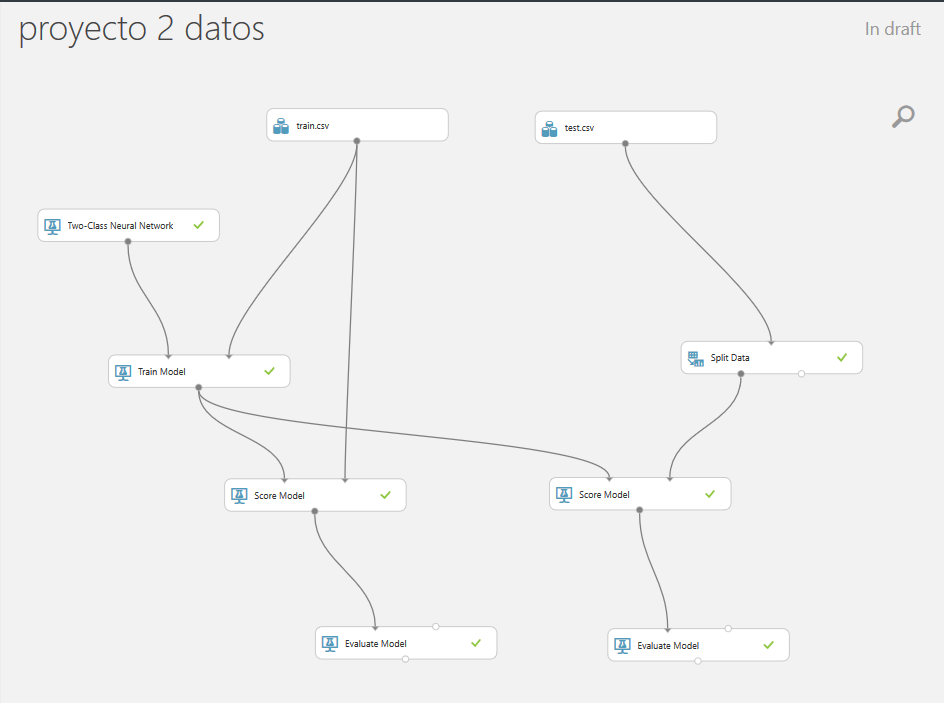 proyecto 2 datos
In draft
train.csv
test.csv
Two-Class Neural Network
Split Data
Train Model
Score Model
Score Model
Evaluate Model
Evaluate Model